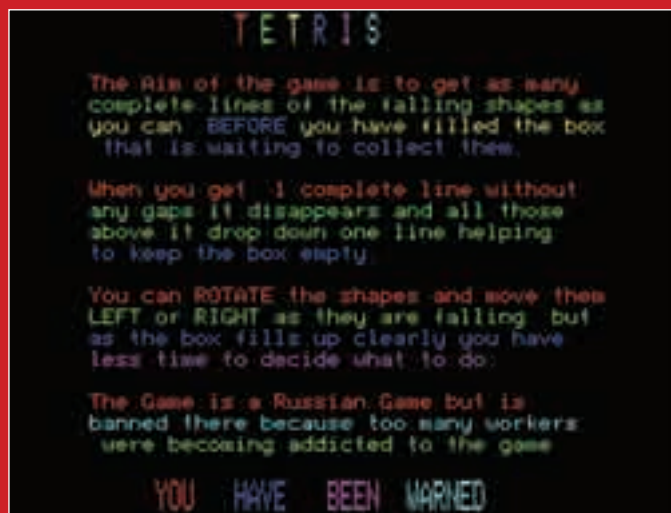 TETRIS
The Aim of the game is to get as many
complete lines of the falling shapes as
you can BEFORE you have filled the box
that is waiting to collect them.
When you get 1 complete line without
any gaps it disappears and all those
above it drop down one line helping
to keep the box empty
You can ROTATE the shapes and move them
LEFT or RIGHT as they are falling but
as the box fills up clearly you have
less time to decide what to do.
The Game is a Russian Game but is
banned there because too many workers
were becoming addicted to the game
YOU HAVE BEEN WARNED